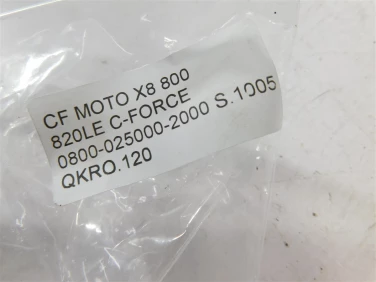 CF MOTO X8 800
820LE C-FORCE
0800-025000-2000 S.1005
QKRO.120